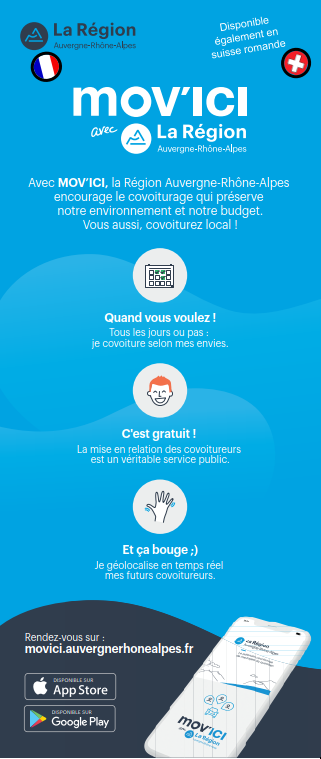 La Région
Auvergne-Rhône-Alpes
Disponible
également en
suisse romande
mov'ici
avec La Région
Auvergne-Rhône-Alpes
Avec MOV'ICI, la Région Auvergne-Rhône-Alpes
encourage le covoiturage qui préserve
notre environnement et notre budget.
Vous aussi, covoiturez local !
Quand vous voulez !
Tous les jours ou pas :
je covoiture selon mes envies.
C'est gratuit !
La mise en relation des covoitureurs
est un véritable service public.
Et ça bouge ;)
Je géolocalise en temps réel
mes futurs covoitureurs.
Rendez-vous sur :
movici.auvergnerhonealpes.fr
DISPONIBLE SUR
App Store
DISPONIBLE SUR
Google Play
La Région
mov'ici
avec La Région